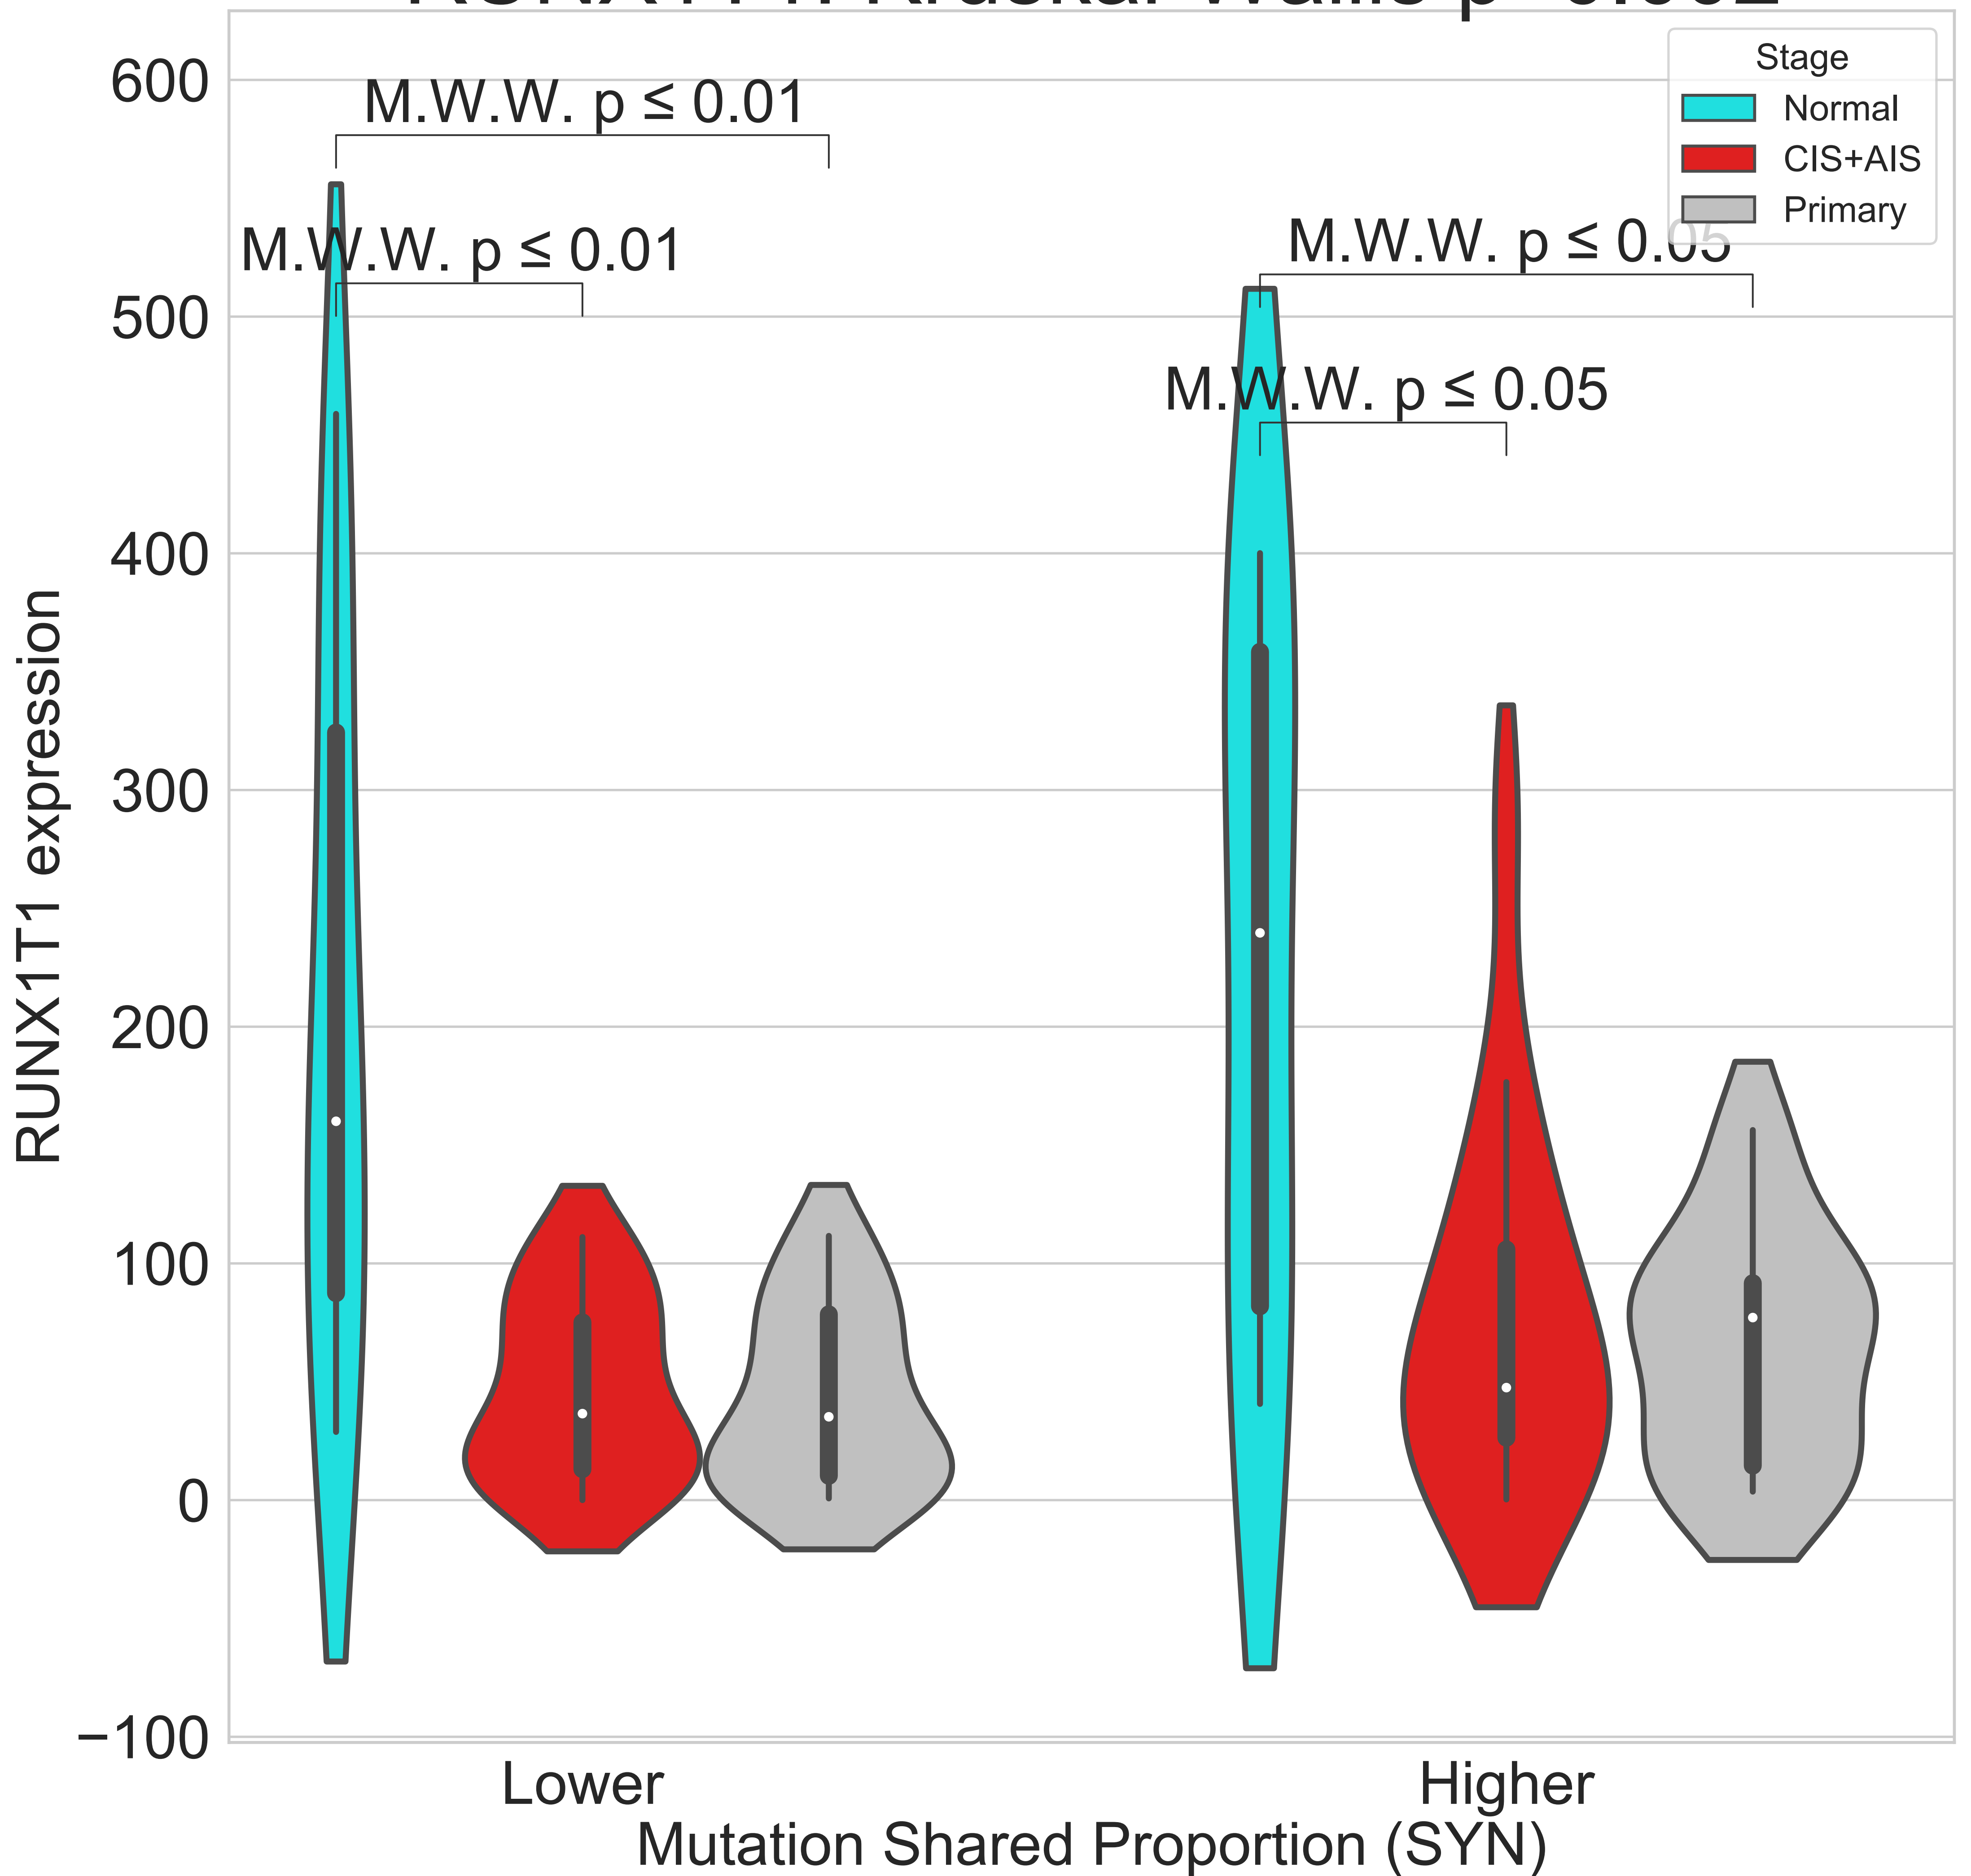 600
500
400
300
200
100
0
−100
RUNX1T1 expression
M.W.W. p ≤ 0.01
M.W.W. p ≤ 0.01
M.W.W. p ≤ 0.05
M.W.W. p ≤ 0.05
Stage
Normal
CIS+AIS
Primary
Lower
Higher
Mutation Shared Proportion (SYN)